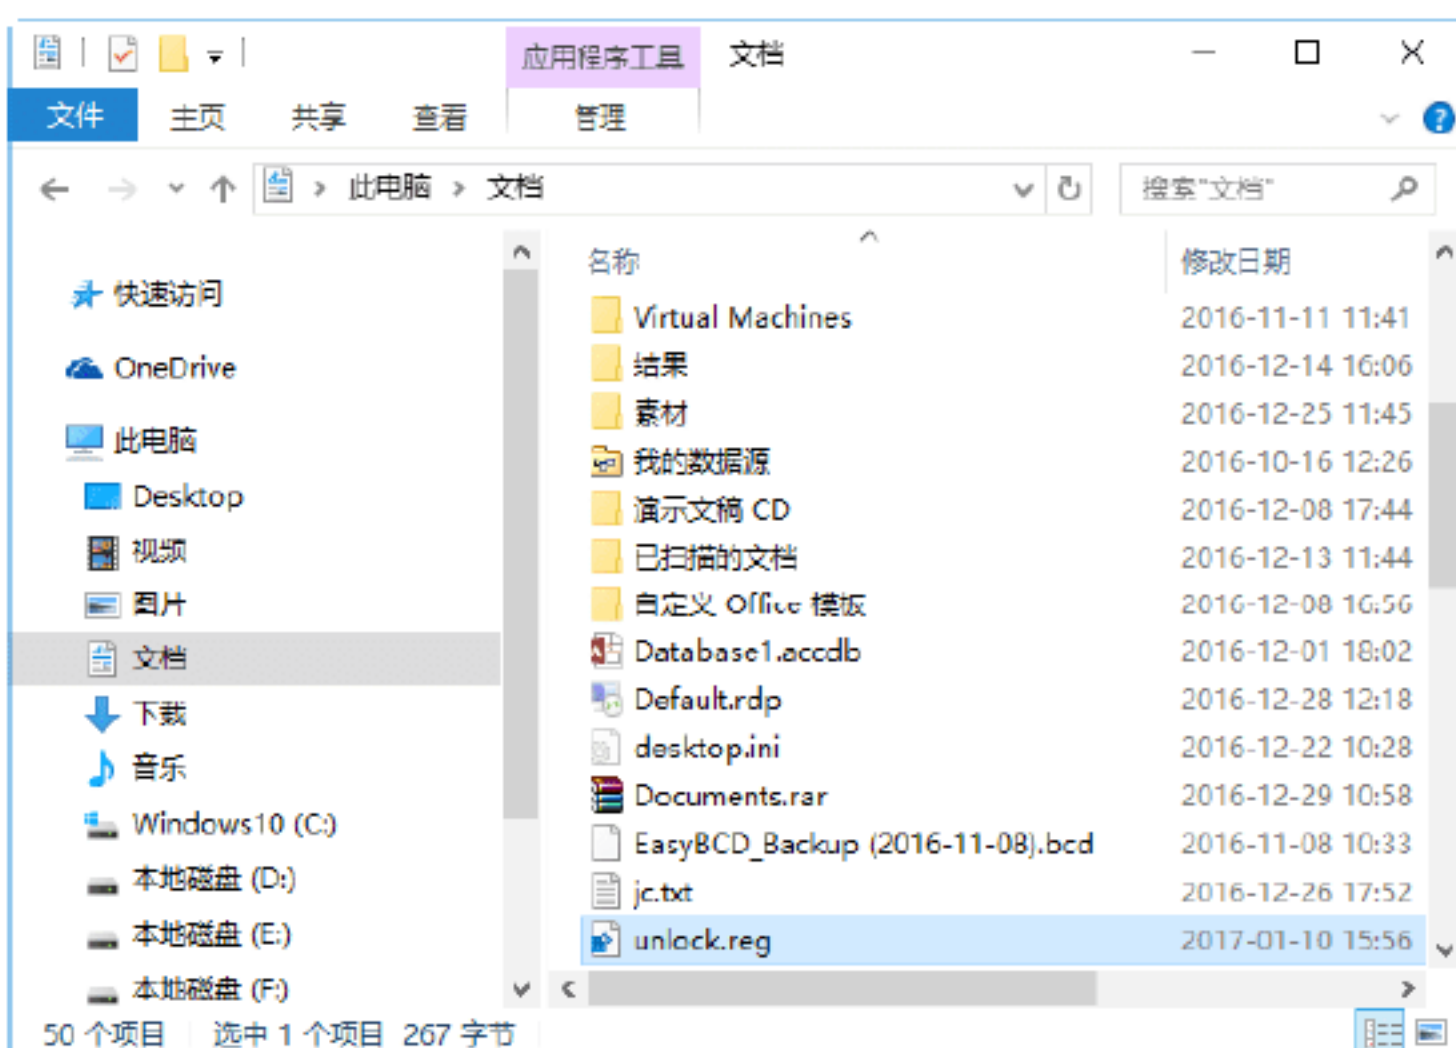 应用程序工具 文档
文件 主页 共享 查看 管理
此电脑 文档 搜索"文档"
快速访问
OneDrive
此电脑
Desktop
视频
图片
文档
下载
音乐
Windows10 (C:)
本地磁盘 (D:)
本地磁盘 (E:)
本地磁盘 (F:)
名称 修改日期
Virtual Machines 2016-11-11 11:41
结果 2016-12-14 16:06
素材 2016-12-25 11:45
我的数据源 2016-10-16 12:26
演示文稿 CD 2016-12-08 17:44
已扫描的文档 2016-12-13 11:44
自定义 Office 模板 2016-12-08 16:56
Database1.accdb 2016-12-01 18:02
Default.rdp 2016-12-28 12:18
desktop.ini 2016-12-22 10:28
Documents.rar 2016-12-29 10:58
EasyBCD_Backup (2016-11-08).bcd 2016-11-08 10:33
jc.txt 2016-12-26 17:52
unlock.reg 2017-01-10 15:56
50 个项目 选中 1 个项目 267 字节